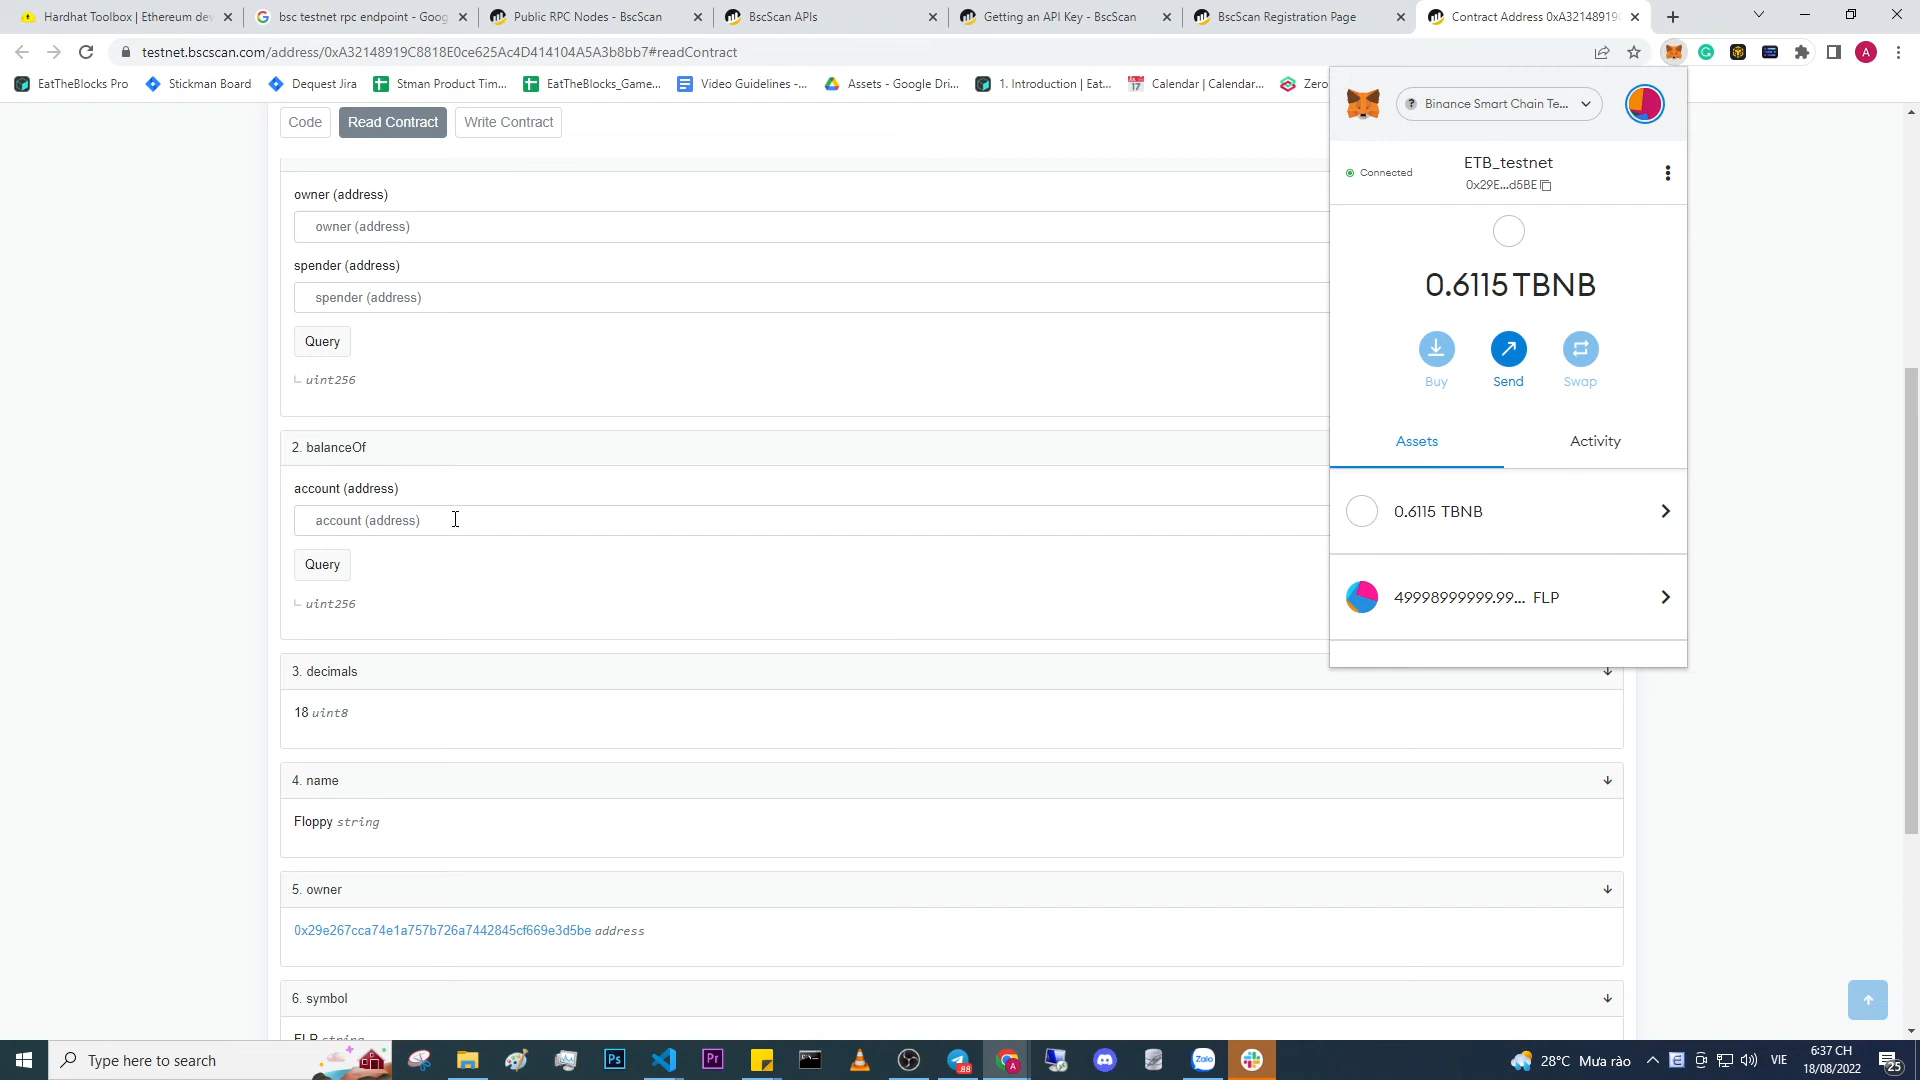 Hardhat Toolbox | Ethereum dev
bsc testnet rpc endpoint - Goog
Public RPC Nodes - BscScan
BscScan APIs
Getting an API Key - BscScan
BscScan Registration Page
Contract Address 0xA32148919
testnet.bscscan.com/address/0xA32148919C8818E0ce625Ac4D414104A5A3b8bb7#readContract
EatTheBlocks Pro
Stickman Board
Dequest Jira
Stman Product Tim...
EatTheBlocks_Game...
Video Guidelines -...
Assets - Google Dri...
1. Introduction | Eat...
Calendar | Calendar...
Zero
Code
Read Contract
Write Contract
owner (address)
owner (address)
spender (address)
spender (address)
Query
uint256
2. balanceOf
account (address)
account (address)
Query
uint256
3. decimals
18 uint8
4. name
Floppy string
5. owner
0x29e267cca74e1a757b726a7442845cf669e3d5be address
6. symbol
FLP string
Binance Smart Chain Te...
Connected
ETB_testnet
0x29E...d5BE
0.6115 TBNB
Buy
Send
Swap
Assets
Activity
0.6115 TBNB
49998999999.99... FLP
Type here to search
28°C Mưa rào
VIE
6:37 CH
18/08/2022
25